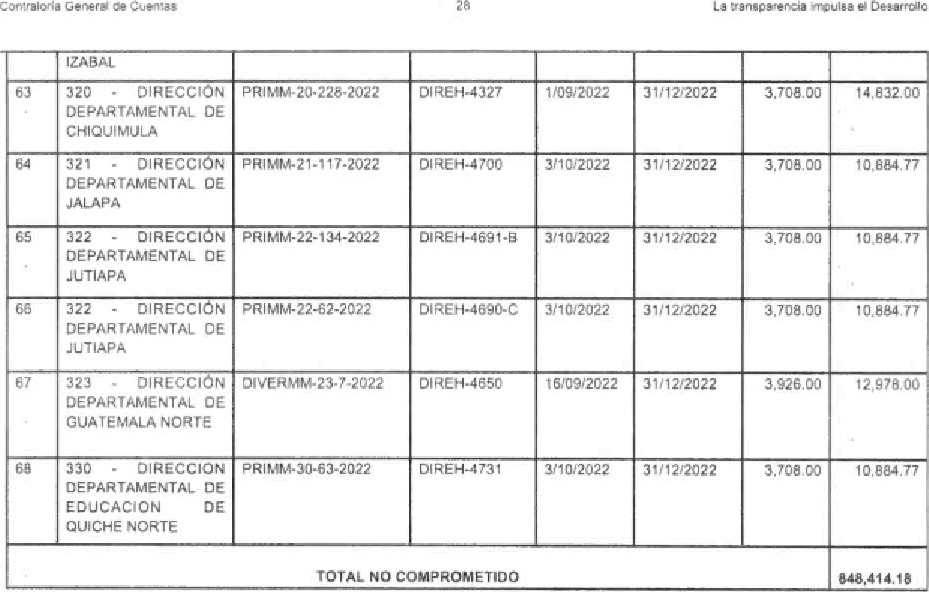 Contraloría General de Cuentas 28 La transparencia impulsa el Desarrollo
IZABAL
63 320 - DIRECCIÓN PRIMM-20-228-2022 DIREH-4327 1/09/2022 31/12/2022 3,708.00 14,832.00
DEPARTAMENTAL DE
CHIQUIMULA
64 321 - DIRECCIÓN PRIMM-21-117-2022 DIREH-4700 3/10/2022 31/12/2022 3,708.00 10,884.77
DEPARTAMENTAL DE
JALAPA
65 322 - DIRECCIÓN PRIMM-22-134-2022 DIREH-4691-B 3/10/2022 31/12/2022 3,708.00 10,884.77
DEPARTAMENTAL DE
JUTIAPA
66 322 - DIRECCIÓN PRIMM-22-62-2022 DIREH-4690-C 3/10/2022 31/12/2022 3,708.00 10,884.77
DEPARTAMENTAL DE
JUTIAPA
67 323 - DIRECCIÓN DIVERMM-23-7-2022 DIREH-4650 16/09/2022 31/12/2022 3,926.00 12,978.00
DEPARTAMENTAL DE
GUATEMALA NORTE
68 330 - DIRECCIÓN PRIMM-30-63-2022 DIREH-4731 3/10/2022 31/12/2022 3,708.00 10,884.77
DEPARTAMENTAL DE
EDUCACION DE
QUICHE NORTE
TOTAL NO COMPROMETIDO 848,414.18